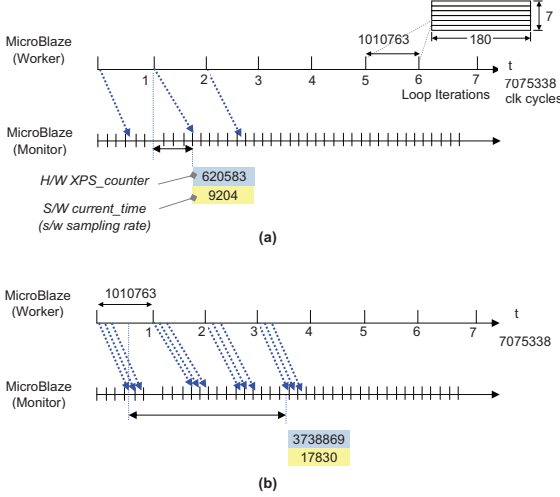 7
180
1010763
MicroBlaze
(Worker)
1 2 3 4 5 6 7
t
7075338
clk cycles
Loop Iterations
MicroBlaze
(Monitor)
H/W XPS_counter
620583
S/W current_time
(s/w sampling rate)
9204
(a)
1010763
MicroBlaze
(Worker)
1 2 3 4 5 6 7
t
7075338
MicroBlaze
(Monitor)
3738869
17830
(b)